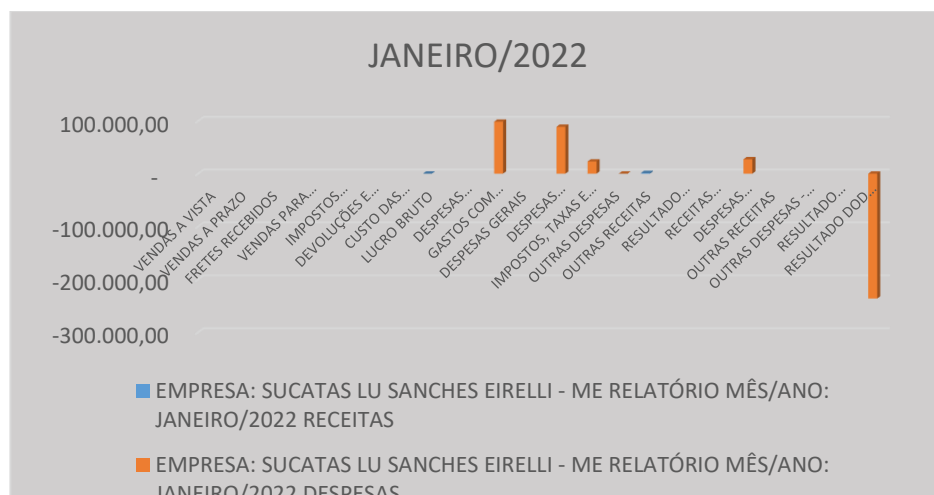 JANEIRO/2022
100.000,00
-
-100.000,00
-200.000,00
-300.000,00
VENDAS A VISTA
VENDAS A PRAZO
FRETES RECEBIDOS
VENDAS PARA...
IMPOSTOS...
DEVOLUÇÕES E...
CUSTO DAS...
LUCRO BRUTO
DESPESAS...
GASTOS COM...
DESPESAS GERAIS
DESPESAS...
IMPOSTOS, TAXAS E...
OUTRAS DESPESAS
OUTRAS RECEITAS
RESULTADO...
RECEITAS...
DESPESAS...
OUTRAS RECEITAS
OUTRAS DESPESAS -...
RESULTADO...
RESULTADO DOD...
EMPRESA: SUCATAS LU SANCHES EIRELLI - ME RELATÓRIO MÊS/ANO:
JANEIRO/2022 RECEITAS
EMPRESA: SUCATAS LU SANCHES EIRELLI - ME RELATÓRIO MÊS/ANO:
JANEIRO/2022 DESPESAS